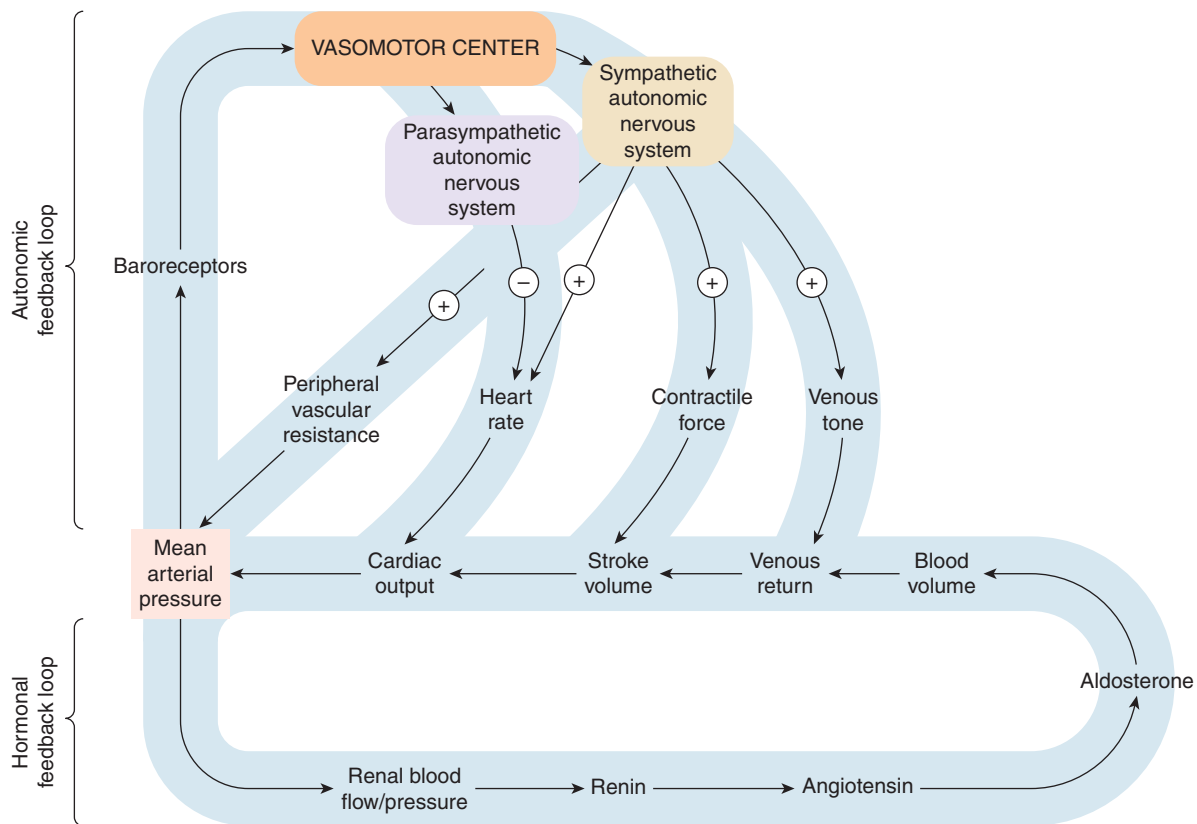 VASOMOTOR CENTER
Sympathetic
autonomic
nervous
system
Parasympathetic
autonomic
nervous
system
Autonomic
feedback loop
Baroreceptors
+
−
+
+
+
Peripheral
vascular
resistance
Heart
rate
Contractile
force
Venous
tone
Mean
arterial
pressure
Cardiac
output
Stroke
volume
Venous
return
Blood
volume
Hormonal
feedback loop
Aldosterone
Renal blood
flow/pressure
Renin
Angiotensin